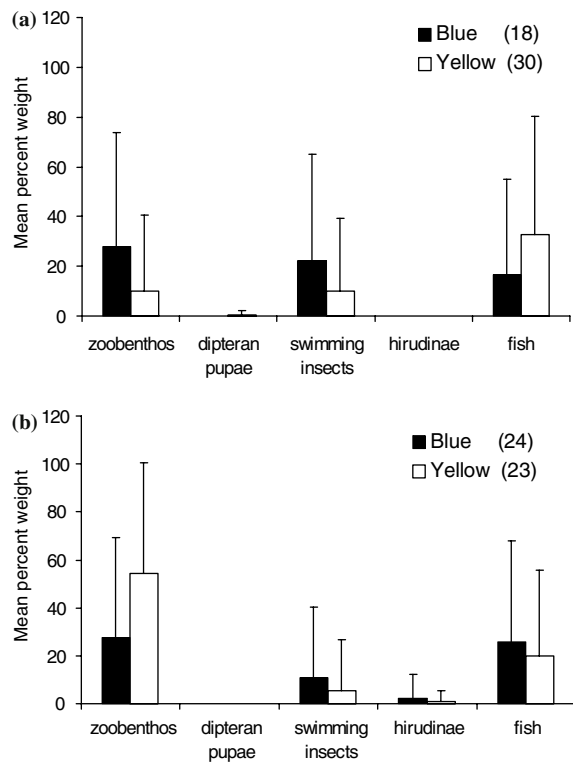 (a)
120
100
80
60
40
20
0
Mean percent weight
Blue (18)
Yellow (30)
zoobenthos dipteran swimming hirudinae fish
pupae insects
(b)
120
100
80
60
40
20
0
Mean percent weight
Blue (24)
Yellow (23)
zoobenthos dipteran swimming hirudinae fish
pupae insects